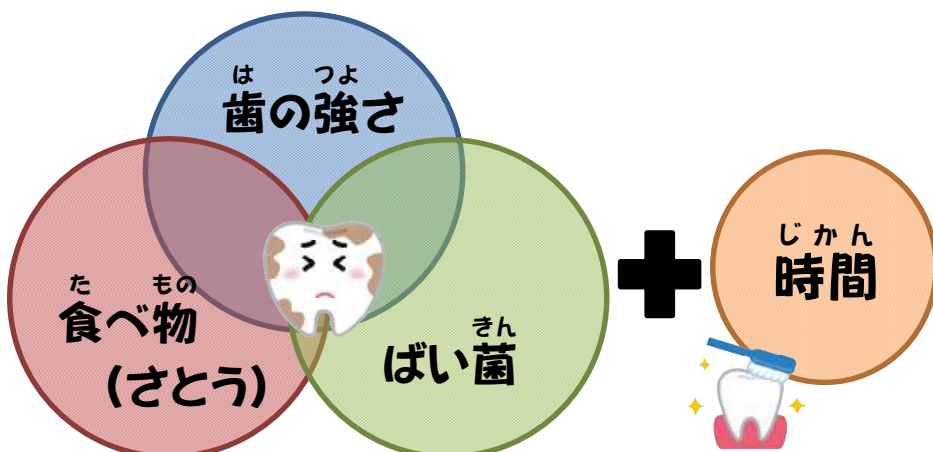 は つよ
歯の強さ
た もの
食べ物
(さとう)
きん
ばい菌
じかん
時間